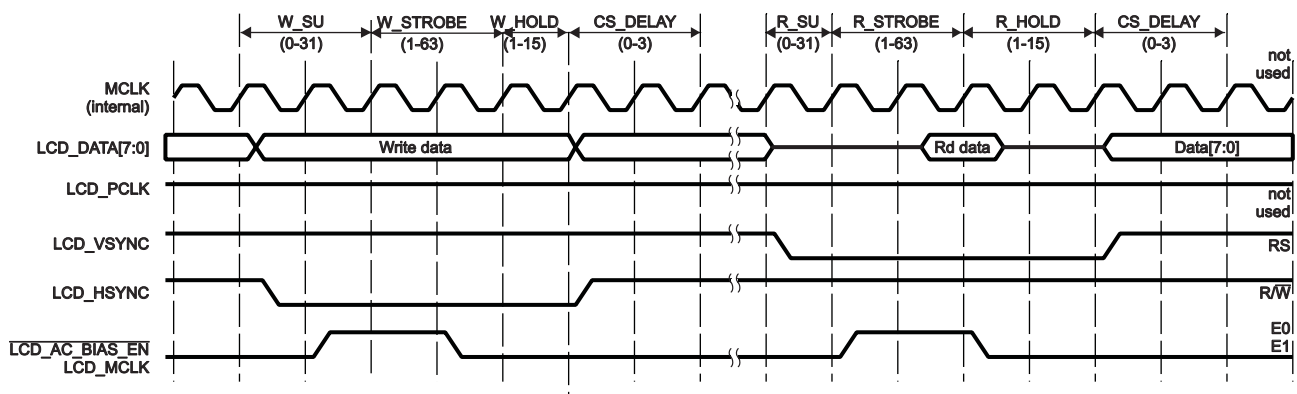 W_SU W_STROBE W_HOLD CS_DELAY R_SU R_STROBE R_HOLD CS_DELAY
(0-31) (1-63) (1-15) (0-3) (0-31) (1-63) (1-15) (0-3)
not
used
MCLK
(internal)
LCD_DATA[7:0] Write data Rd data Data[7:0]
LCD_PCLK
not
used
LCD_VSYNC RS
LCD_HSYNC R/W̅
E0
LCD_AC_BIAS_EN E1
LCD_MCLK